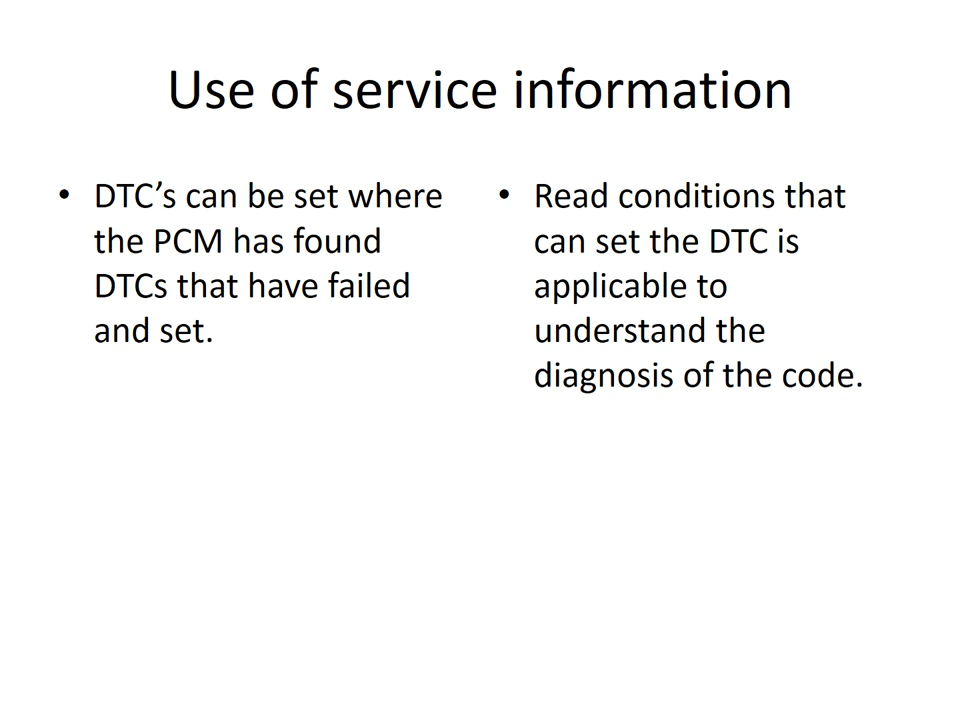 Use of service information
• DTC’s can be set where
the PCM has found
DTCs that have failed
and set.
• Read conditions that
can set the DTC is
applicable to
understand the
diagnosis of the code.